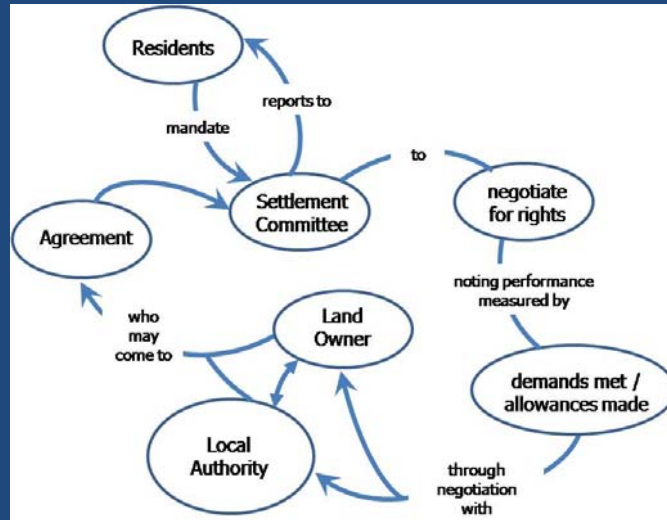 Residents
reports to
mandate
to
Settlement
Committee
negotiate
for rights
Agreement
noting performance
measured by
who
may
come to
Land
Owner
demands met /
allowances made
Local
Authority
through
negotiation
with